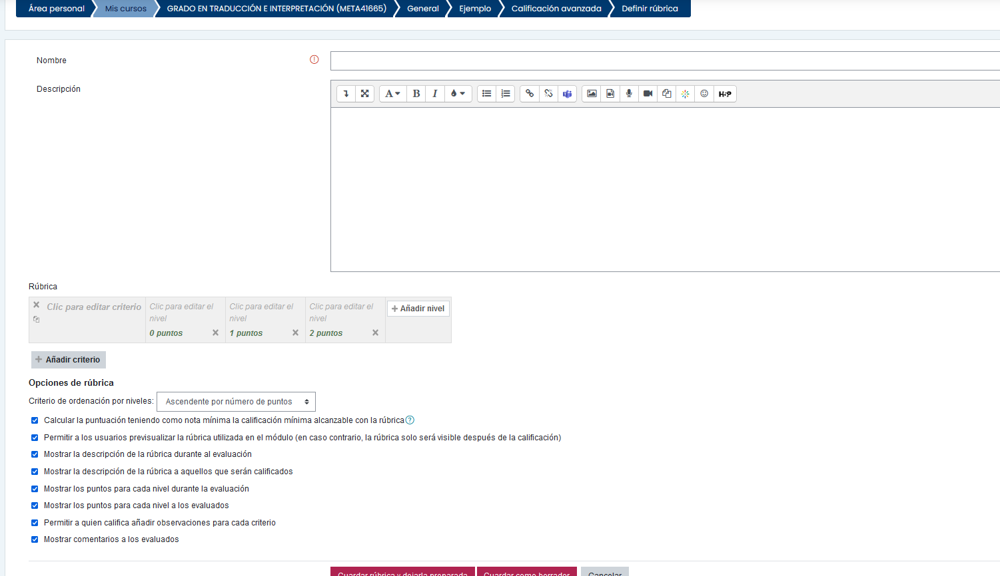 Área personal Mis cursos GRADO EN TRADUCCIÓN E INTERPRETACIÓN (META41665) General Ejemplo Calificación avanzada Definir rúbrica
Nombre
Descripción
A B I H5P
Rúbrica
Clic para editar criterio
Clic para editar el nivel
0 puntos
Clic para editar el nivel
1 puntos
Clic para editar el nivel
2 puntos
Añadir nivel
Añadir criterio
Opciones de rúbrica
Criterio de ordenación por niveles: Ascendente por número de puntos
Calcular la puntuación teniendo como nota mínima la calificación mínima alcanzable con la rúbrica
Permitir a los usuarios previsualizar la rúbrica utilizada en el módulo (en caso contrario, la rúbrica solo será visible después de la calificación)
Mostrar la descripción de la rúbrica durante al evaluación
Mostrar la descripción de la rúbrica a aquellos que serán calificados
Mostrar los puntos para cada nivel durante la evaluación
Mostrar los puntos para cada nivel a los evaluados
Permitir a quien califica añadir observaciones para cada criterio
Mostrar comentarios a los evaluados
Guardar rúbrica y dejarla preparada Guardar como borrador Cancelar